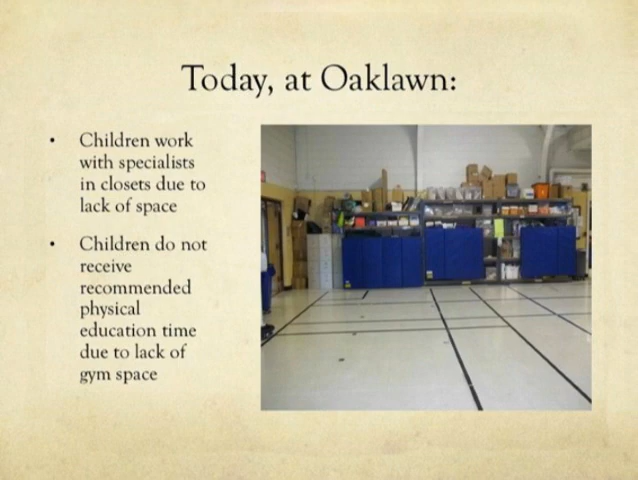 Today, at Oaklawn:
• Children work
with specialists
in closets due to
lack of space
• Children do not
receive
recommended
physical
education time
due to lack of
gym space